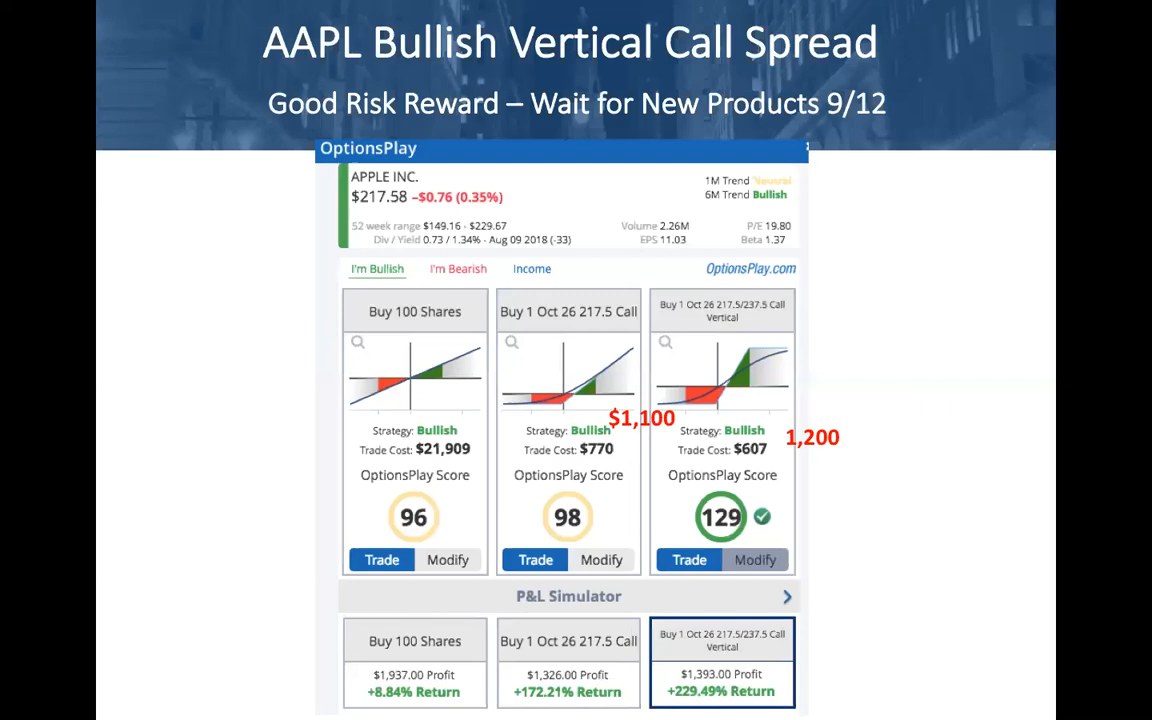 AAPL Bullish Vertical Call Spread
Good Risk Reward – Wait for New Products 9/12
OptionsPlay
APPLE INC.
$217.58 –$0.76 (0.35%)
1M Trend Neutral
6M Trend Bullish
52 week range $149.16 - $229.67
Volume 2.26M
P/E 19.80
Div / Yield 0.73 / 1.34% - Aug 09 2018 (-33)
EPS 11.03
Beta 1.37
I'm Bullish
I'm Bearish
Income
OptionsPlay.com
Buy 100 Shares
Strategy: Bullish
Trade Cost: $21,909
OptionsPlay Score
96
Trade
Modify
Buy 1 Oct 26 217.5 Call
$1,100
Strategy: Bullish
Trade Cost: $770
OptionsPlay Score
98
Trade
Modify
Buy 1 Oct 26 217.5/237.5 Call
Vertical
Strategy: Bullish
1,200
Trade Cost: $607
OptionsPlay Score
129
Trade
Modify
P&L Simulator
Buy 100 Shares
$1,937.00 Profit
+8.84% Return
Buy 1 Oct 26 217.5 Call
$1,326.00 Profit
+172.21% Return
Buy 1 Oct 26 217.5/237.5 Call
Vertical
$1,393.00 Profit
+229.49% Return